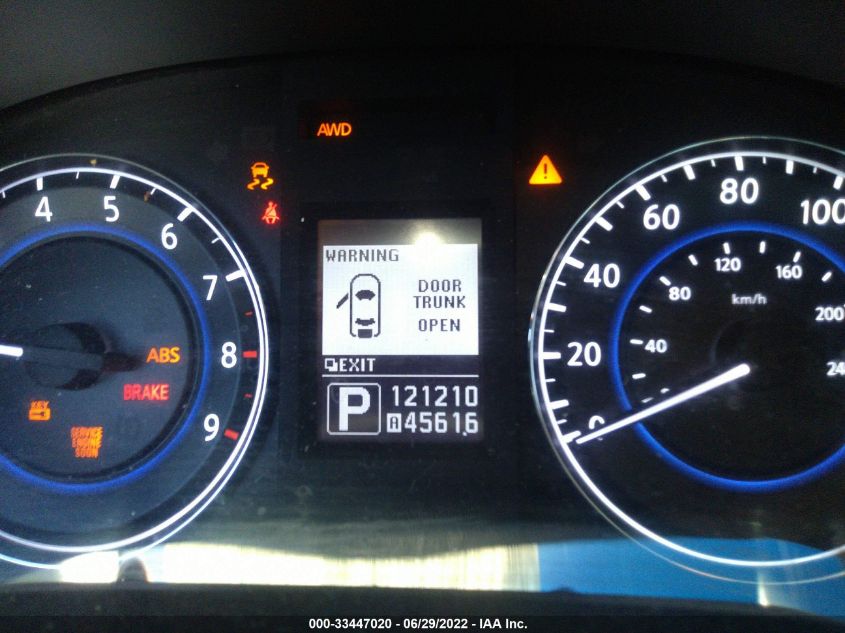 AWD
4 5 6 7 8 9
ABS
BRAKE
KEY
SERVICE
ENGINE
SOON
WARNING
DOOR
TRUNK
OPEN
EXIT
P
121210
A 45616
0 20 40 60 80 100
40 80 120 160 200 24
km/h
000-33447020 - 06/29/2022 - IAA Inc.